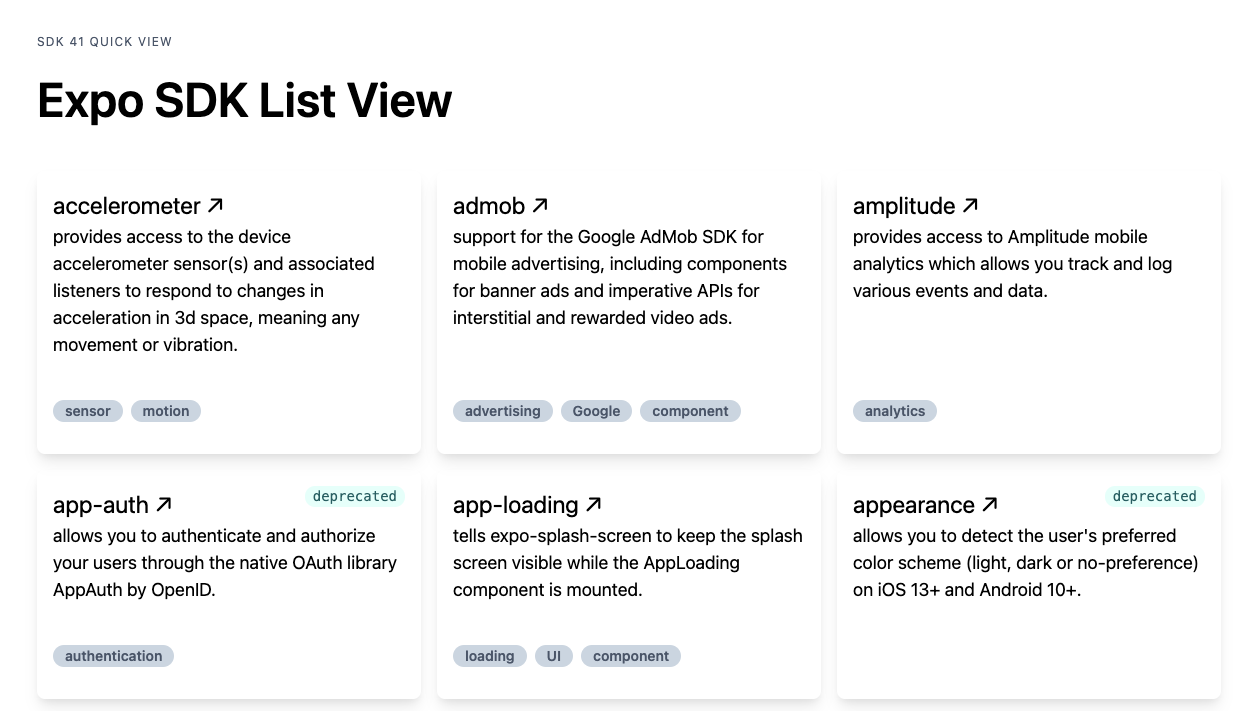 SDK 41 QUICK VIEW
Expo SDK List View
accelerometer ↗
provides access to the device
accelerometer sensor(s) and associated
listeners to respond to changes in
acceleration in 3d space, meaning any
movement or vibration.
sensor motion
admob ↗
support for the Google AdMob SDK for
mobile advertising, including components
for banner ads and imperative APIs for
interstitial and rewarded video ads.
advertising Google component
amplitude ↗
provides access to Amplitude mobile
analytics which allows you track and log
various events and data.
analytics
app-auth ↗ deprecated
allows you to authenticate and authorize
your users through the native OAuth library
AppAuth by OpenID.
authentication
app-loading ↗
tells expo-splash-screen to keep the splash
screen visible while the AppLoading
component is mounted.
loading UI component
appearance ↗ deprecated
allows you to detect the user's preferred
color scheme (light, dark or no-preference)
on iOS 13+ and Android 10+.